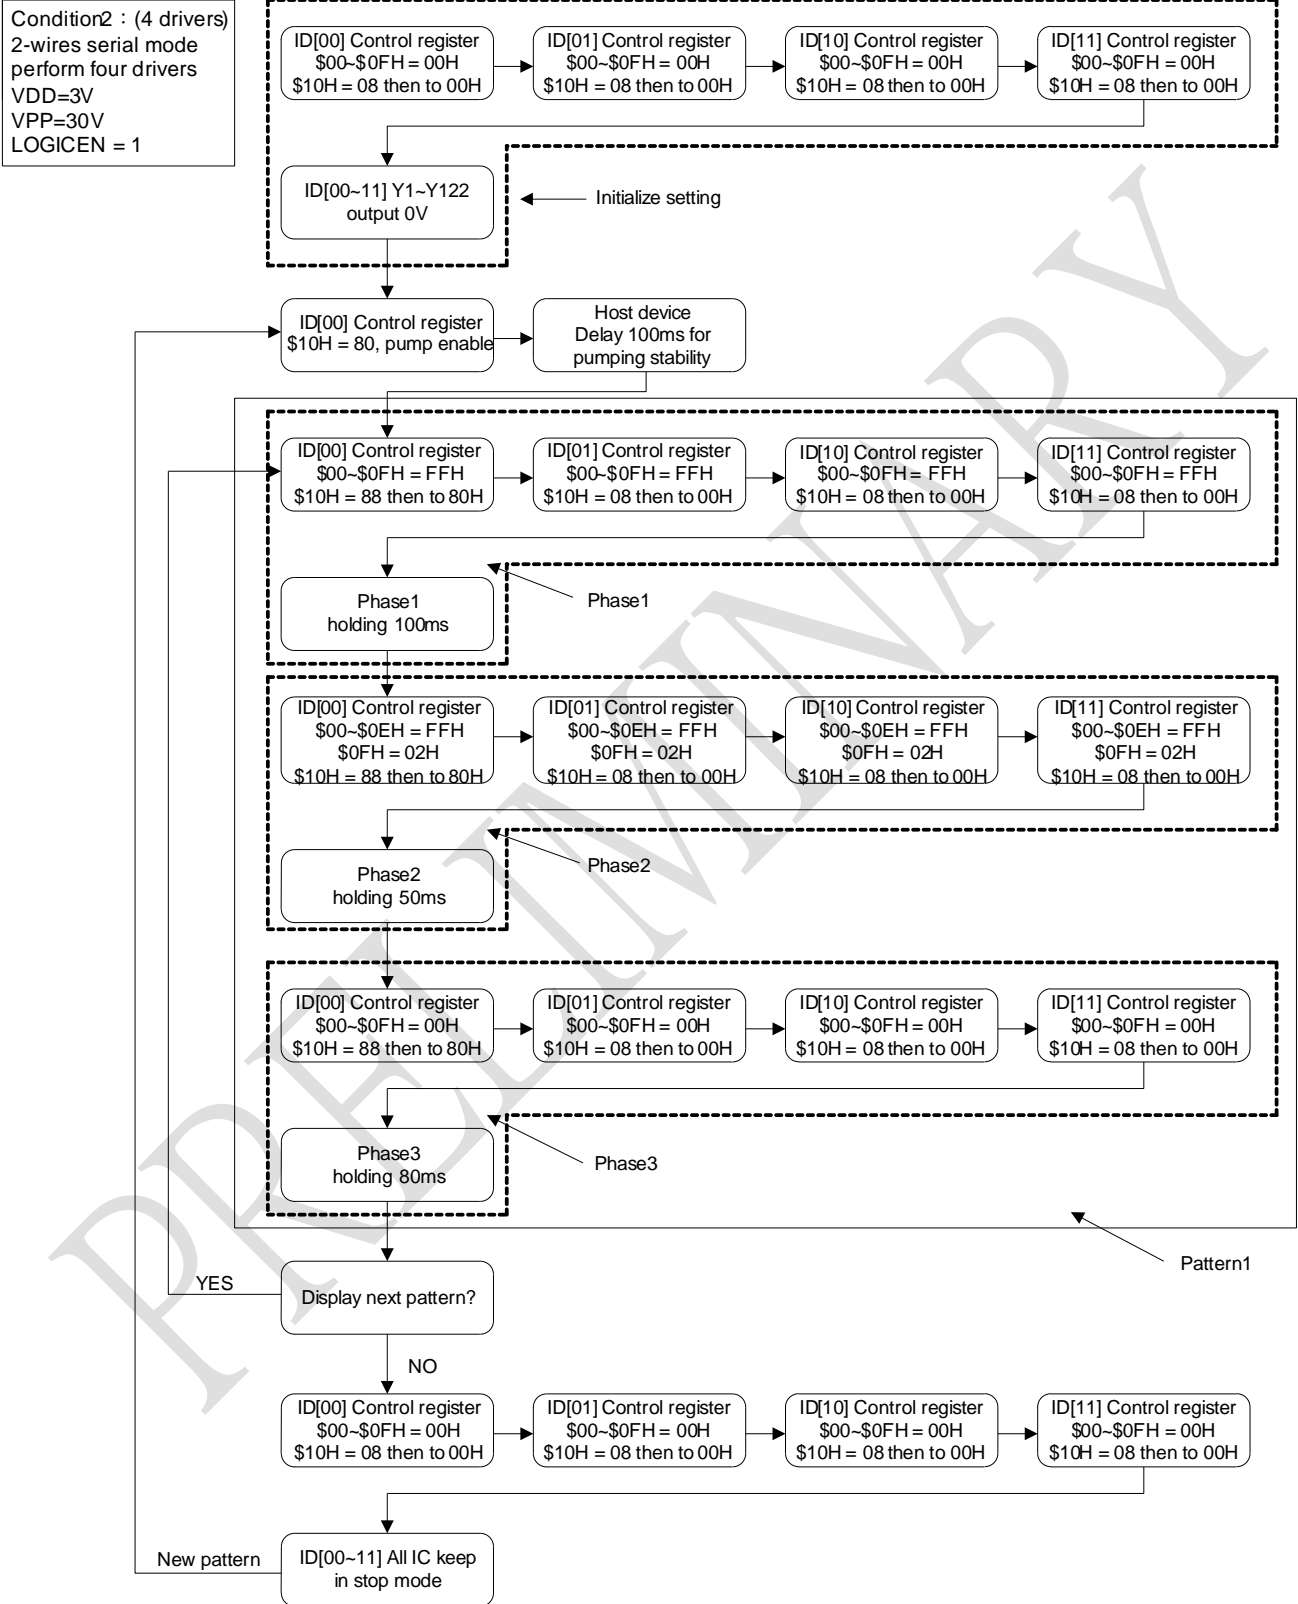 Condition2：(4 drivers)
2-wires serial mode
perform four drivers
VDD=3V
VPP=30V
LOGICEN = 1
ID[00] Control register
$00~$0FH = 00H
$10H = 08 then to 00H
ID[01] Control register
$00~$0FH = 00H
$10H = 08 then to 00H
ID[10] Control register
$00~$0FH = 00H
$10H = 08 then to 00H
ID[11] Control register
$00~$0FH = 00H
$10H = 08 then to 00H
ID[00~11] Y1~Y122
output 0V
Initialize setting
ID[00] Control register
$10H = 80, pump enable
Host device
Delay 100ms for
pumping stability
ID[00] Control register
$00~$0FH = FFH
$10H = 88 then to 80H
ID[01] Control register
$00~$0FH = FFH
$10H = 08 then to 00H
ID[10] Control register
$00~$0FH = FFH
$10H = 08 then to 00H
ID[11] Control register
$00~$0FH = FFH
$10H = 08 then to 00H
Phase1
holding 100ms
Phase1
ID[00] Control register
$00~$0EH = FFH
$0FH = 02H
$10H = 88 then to 80H
ID[01] Control register
$00~$0EH = FFH
$0FH = 02H
$10H = 08 then to 00H
ID[10] Control register
$00~$0EH = FFH
$0FH = 02H
$10H = 08 then to 00H
ID[11] Control register
$00~$0EH = FFH
$0FH = 02H
$10H = 08 then to 00H
Phase2
holding 50ms
Phase2
ID[00] Control register
$00~$0FH = 00H
$10H = 88 then to 80H
ID[01] Control register
$00~$0FH = 00H
$10H = 08 then to 00H
ID[10] Control register
$00~$0FH = 00H
$10H = 08 then to 00H
ID[11] Control register
$00~$0FH = 00H
$10H = 08 then to 00H
Phase3
holding 80ms
Phase3
Pattern1
YES
Display next pattern?
NO
ID[00] Control register
$00~$0FH = 00H
$10H = 08 then to 00H
ID[01] Control register
$00~$0FH = 00H
$10H = 08 then to 00H
ID[10] Control register
$00~$0FH = 00H
$10H = 08 then to 00H
ID[11] Control register
$00~$0FH = 00H
$10H = 08 then to 00H
New pattern
ID[00~11] All IC keep
in stop mode
PRELIMINARY